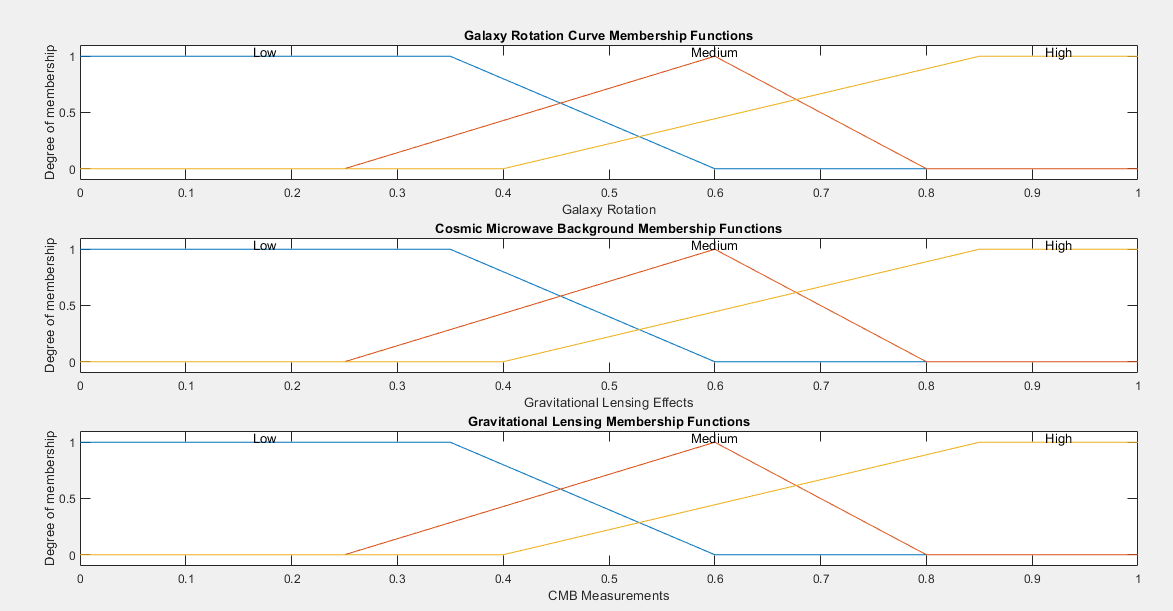 Galaxy Rotation Curve Membership Functions
Low Medium High
1
0.5
0
Degree of membership
0 0.1 0.2 0.3 0.4 0.5 0.6 0.7 0.8 0.9 1
Galaxy Rotation
Cosmic Microwave Background Membership Functions
Low Medium High
1
0.5
0
Degree of membership
0 0.1 0.2 0.3 0.4 0.5 0.6 0.7 0.8 0.9 1
Gravitational Lensing Effects
Gravitational Lensing Membership Functions
Low Medium High
1
0.5
0
Degree of membership
0 0.1 0.2 0.3 0.4 0.5 0.6 0.7 0.8 0.9 1
CMB Measurements